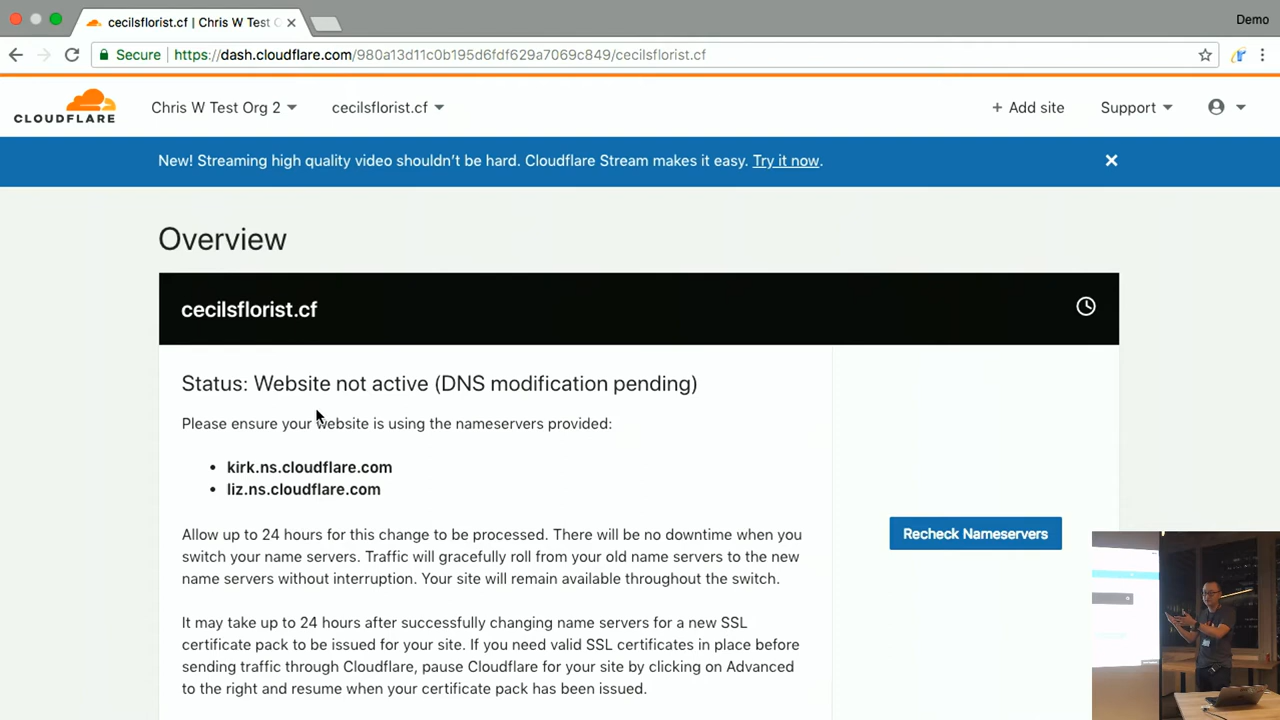 cecilsflorist.cf | Chris W Test O
Demo
Secure https://dash.cloudflare.com/980a13d11c0b195d6fdf629a7069c849/cecilsflorist.cf
CLOUDFLARE
Chris W Test Org 2
cecilsflorist.cf
+ Add site
Support
New! Streaming high quality video shouldn't be hard. Cloudflare Stream makes it easy. Try it now.
Overview
cecilsflorist.cf
Status: Website not active (DNS modification pending)
Please ensure your website is using the nameservers provided:
• kirk.ns.cloudflare.com
• liz.ns.cloudflare.com
Allow up to 24 hours for this change to be processed. There will be no downtime when you
switch your name servers. Traffic will gracefully roll from your old name servers to the new
name servers without interruption. Your site will remain available throughout the switch.
Recheck Nameservers
It may take up to 24 hours after successfully changing name servers for a new SSL
certificate pack to be issued for your site. If you need valid SSL certificates in place before
sending traffic through Cloudflare, pause Cloudflare for your site by clicking on Advanced
to the right and resume when your certificate pack has been issued.